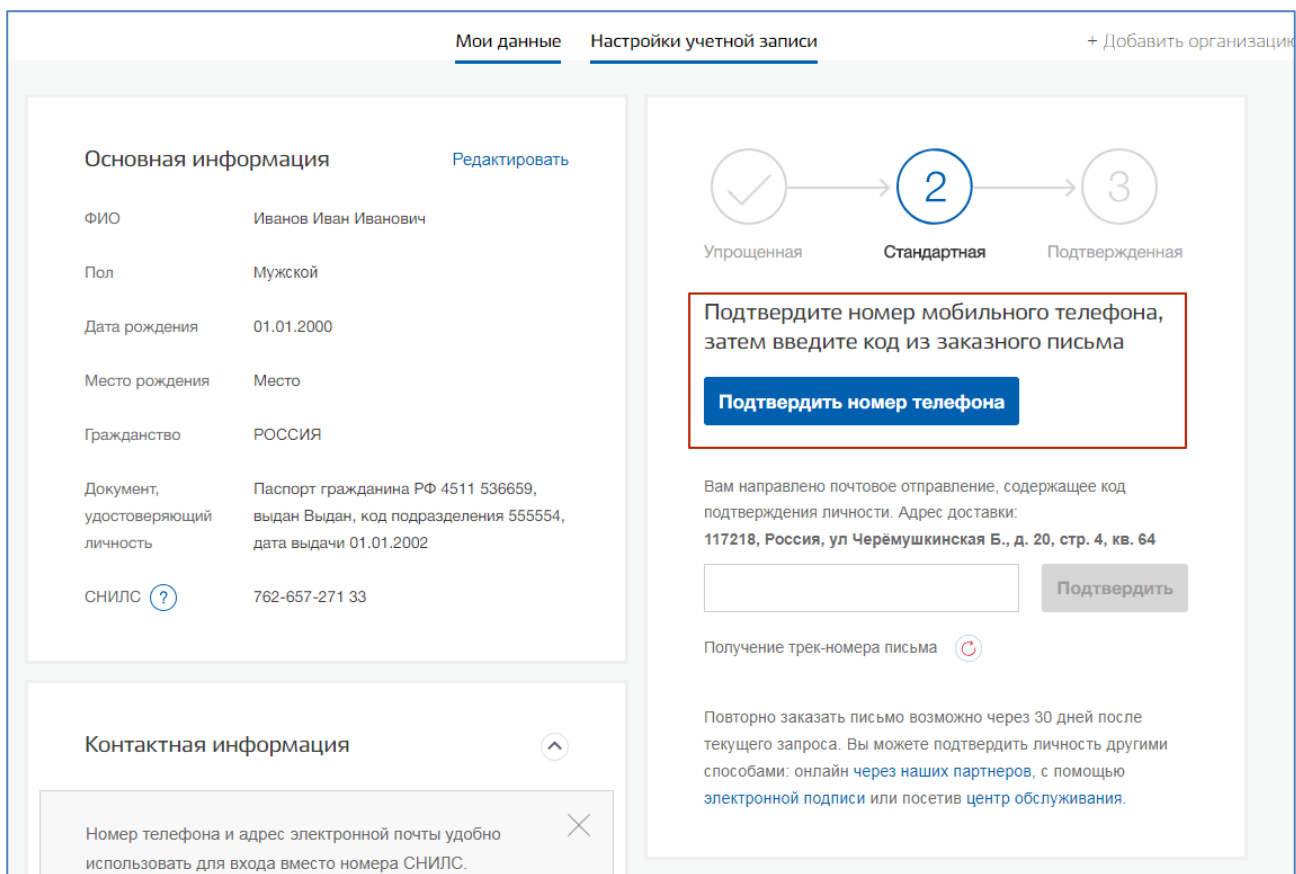 Мои данные
Настройки учетной записи
+ Добавить организацию
Основная информация
Редактировать
ФИО
Иванов Иван Иванович
Пол
Мужской
Дата рождения
01.01.2000
Место рождения
Место
Гражданство
РОССИЯ
Документ,
удостоверяющий
личность
Паспорт гражданина РФ 4511 536659,
выдан Выдан, код подразделения 555554,
дата выдачи 01.01.2002
СНИЛС ?
762-657-271 33
Контактная информация
Номер телефона и адрес электронной почты удобно
использовать для входа вместо номера СНИЛС.
2
3
Упрощенная
Стандартная
Подтвержденная
Подтвердите номер мобильного телефона,
затем введите код из заказного письма
Подтвердить номер телефона
Вам направлено почтовое отправление, содержащее код
подтверждения личности. Адрес доставки:
117218, Россия, ул Черёмушкинская Б., д. 20, стр. 4, кв. 64
Подтвердить
Получение трек-номера письма
Повторно заказать письмо возможно через 30 дней после
текущего запроса. Вы можете подтвердить личность другими
способами: онлайн через наших партнеров, с помощью
электронной подписи или посетив центр обслуживания.